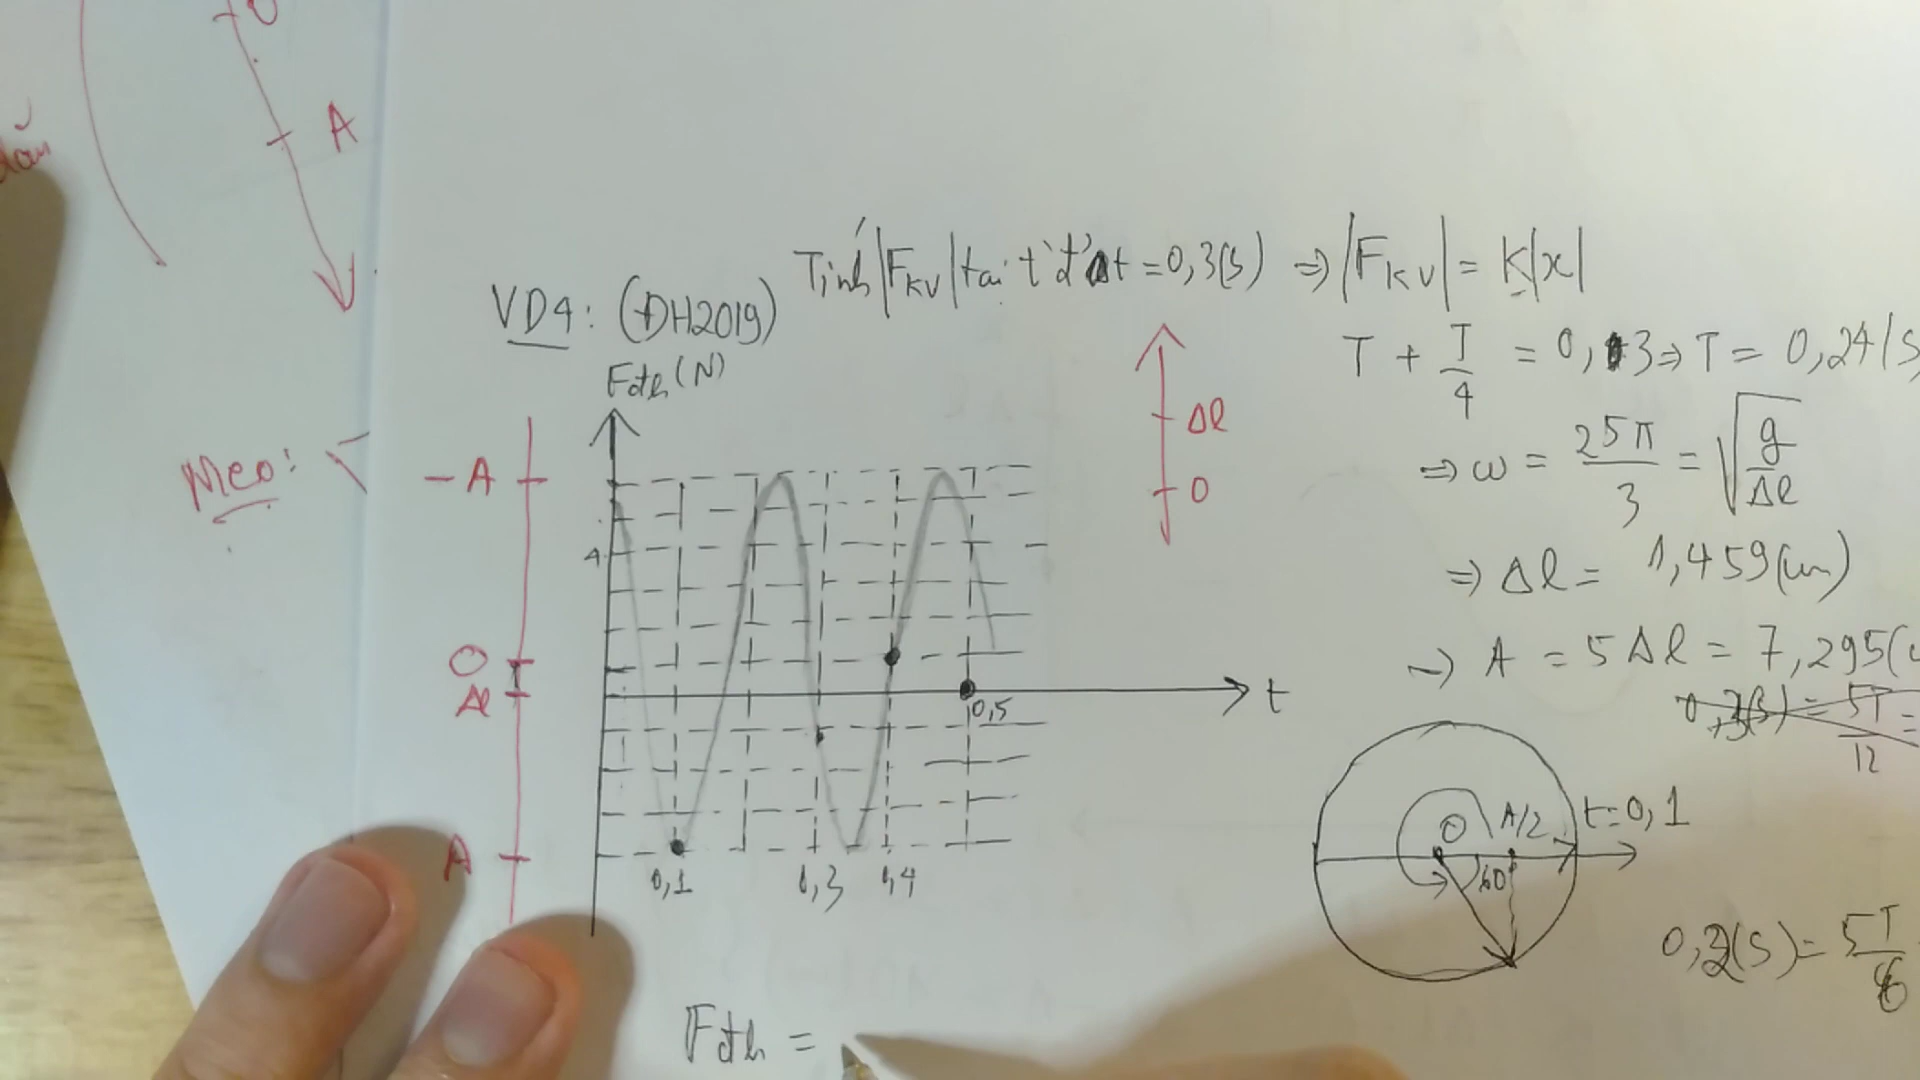 O
A
VD4: (ĐH2019)
Tính |Fkv| tại t`đ' t = 0,3(s) ⇒ |Fkv| = K|x|
T + T/4 = 0,3 ⇒ T = 0,24(s
⇒ ω = 25π/3 = √(g/Δl)
⇒ Δl = 1,459(cm)
→ A = 5Δl = 7,295(
Fđh(N)
Mẹo:
-A
4
O
Δl
A
Δl
O
0,1
0,3
0,4
0,5
t
O
A/2
60°
t=0,1
0,2(s) = 5T/6
Fđh =